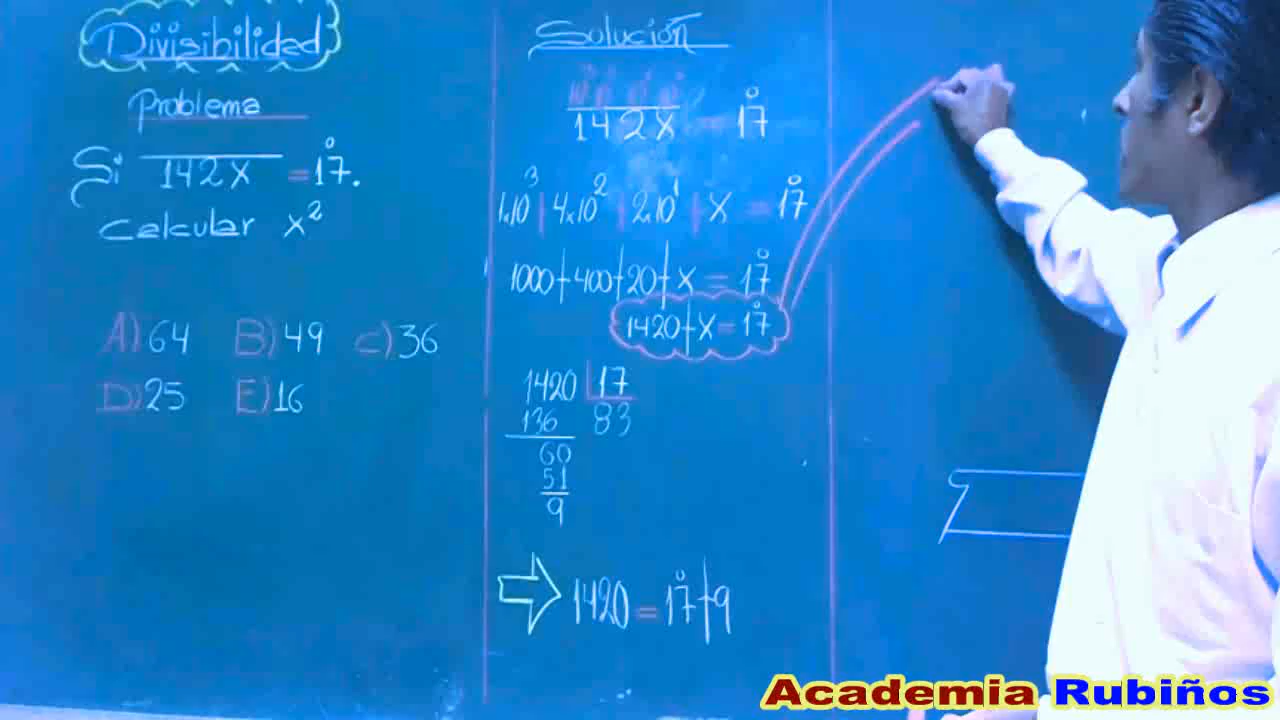 Divisibilidad
Problema
Si 142x = 17°.
Calcular x²
A) 64 B) 49 C) 36
D) 25 E) 16
Solución
142x = 17°
1x10³ + 4x10² + 2x10¹ + x = 17°
1000 + 400 + 20 + x = 17°
1420 + x = 17°
1420 17
136 83
60
51
9
1420 = 17° + 9
Academia Rubiños